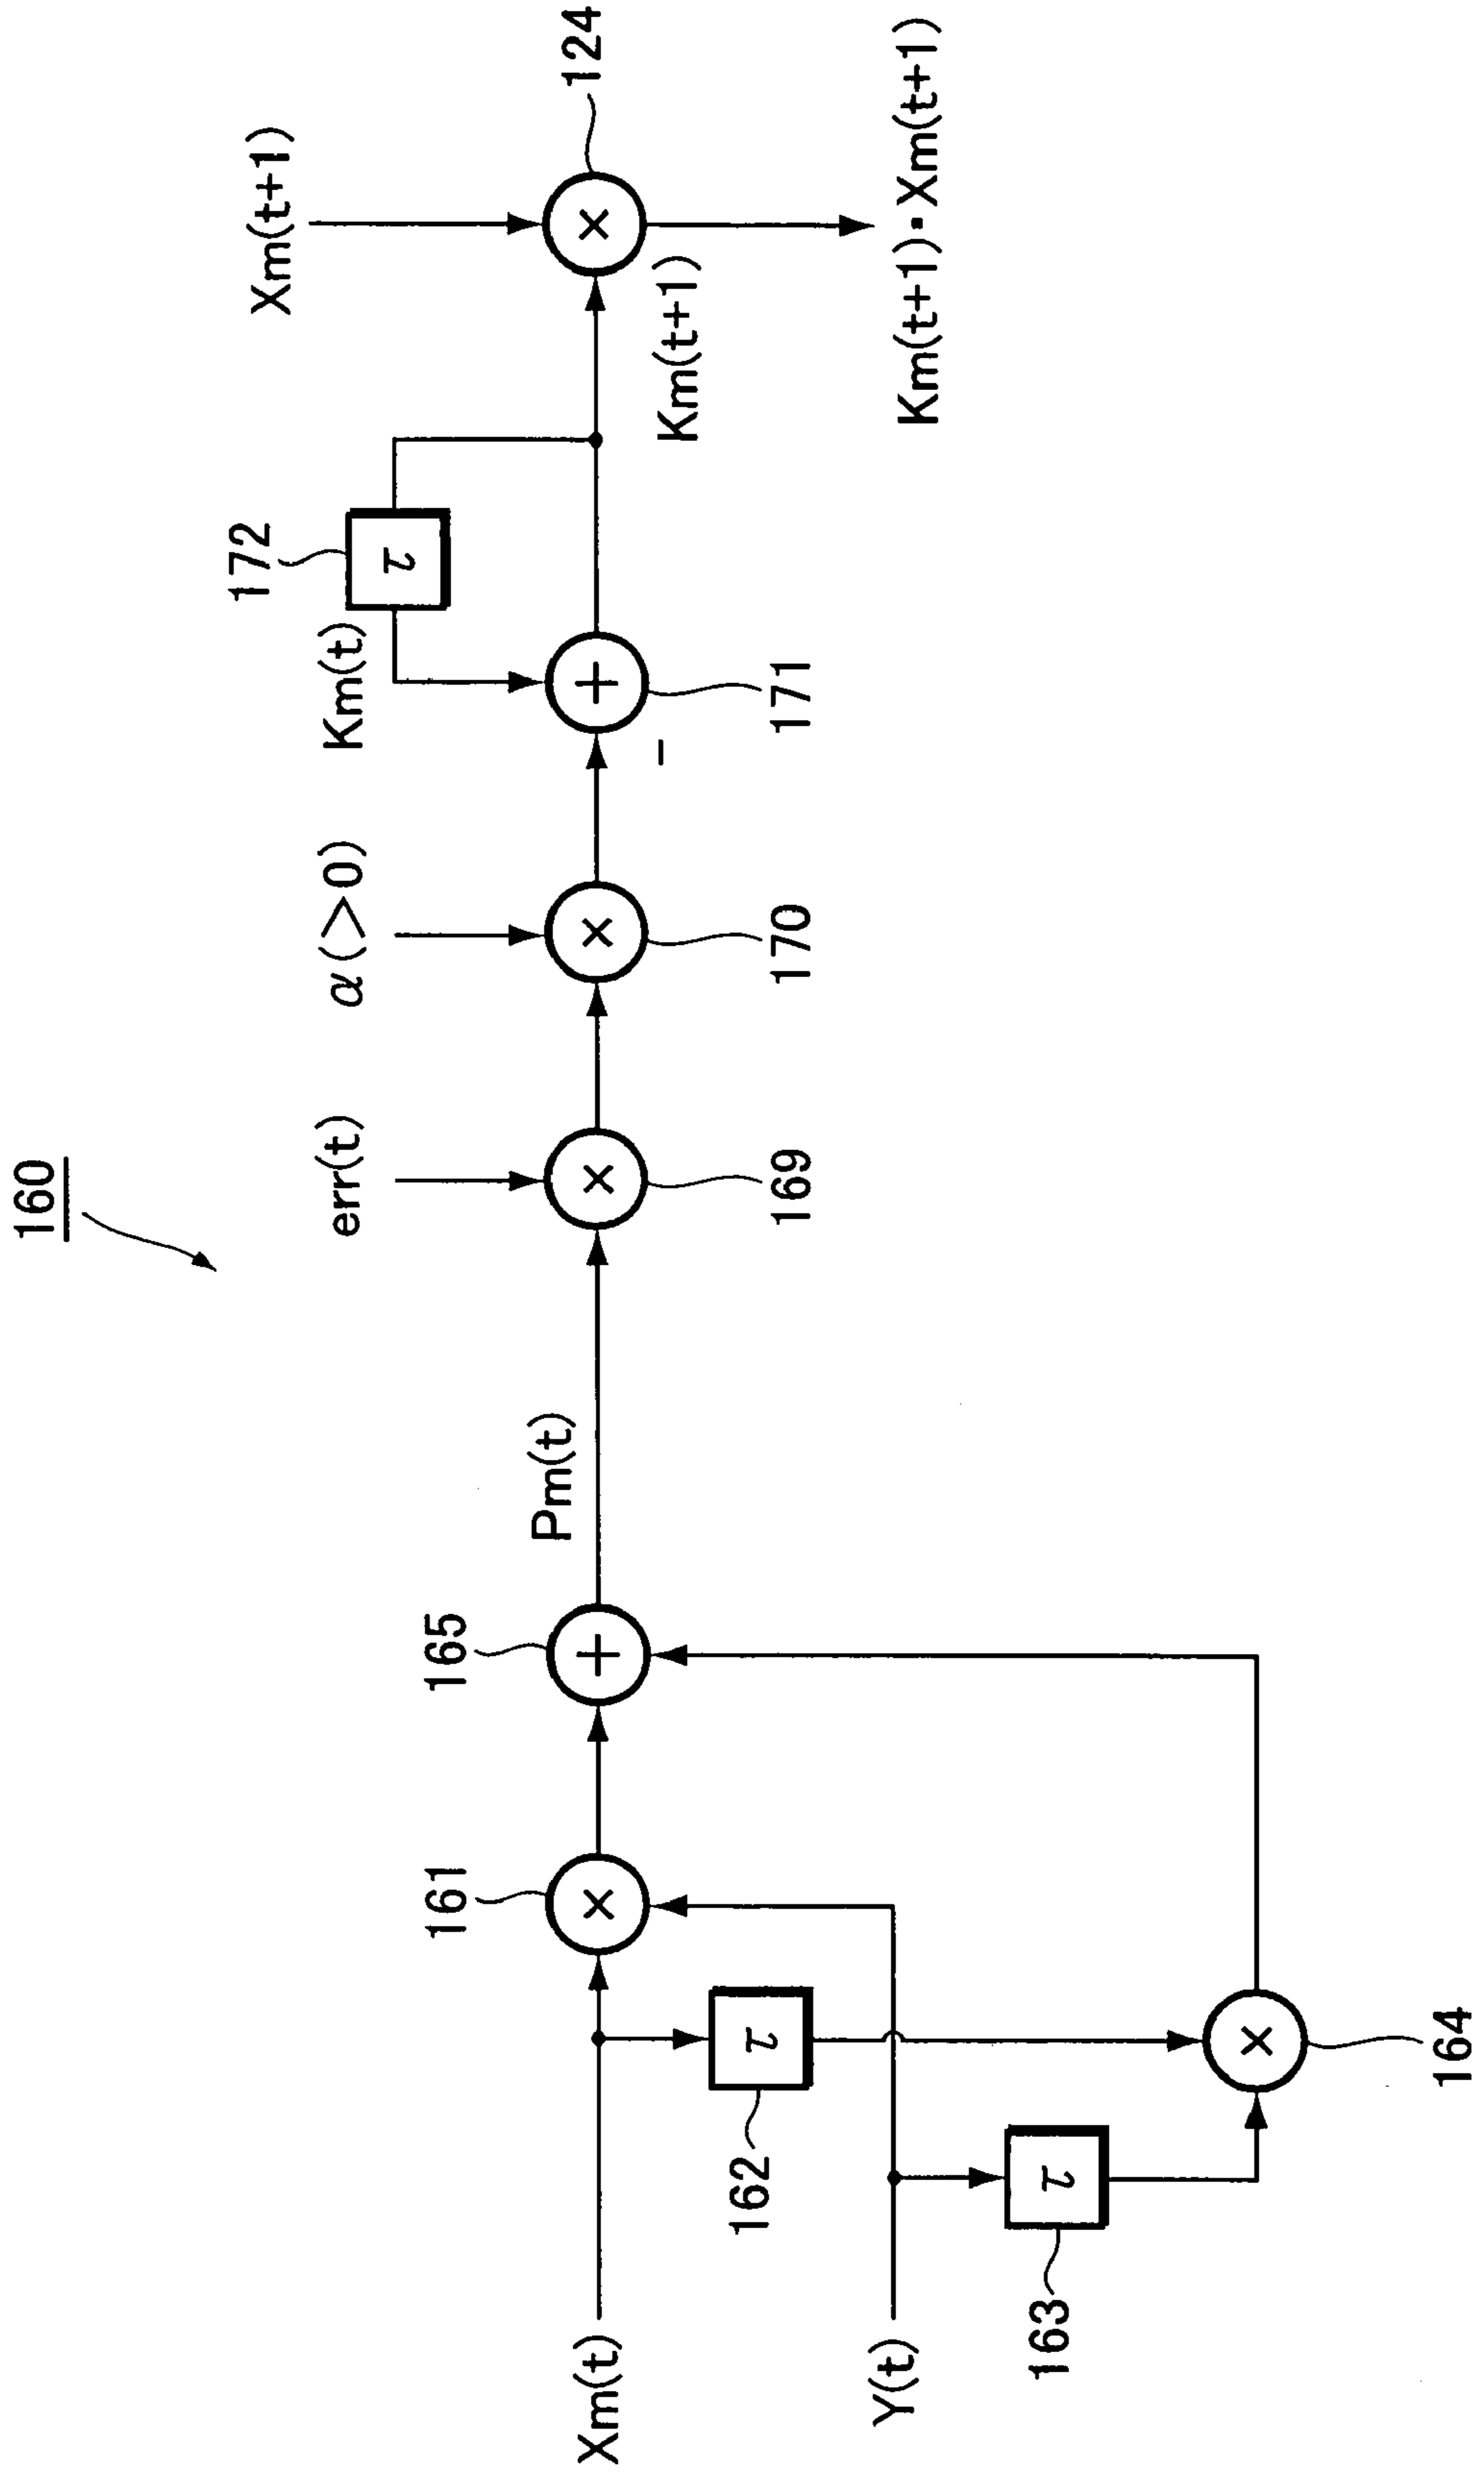 160
Xm(t+1)
172
Km(t)
α(>0)
err(t)
124
τ
×
+
×
×
Km(t+1)
−
171
170
169
Km(t+1)▪Xm(t+1)
Pm(t)
165
161
+
×
Xm(t)
τ
162
Y(t)
τ
163
×
164